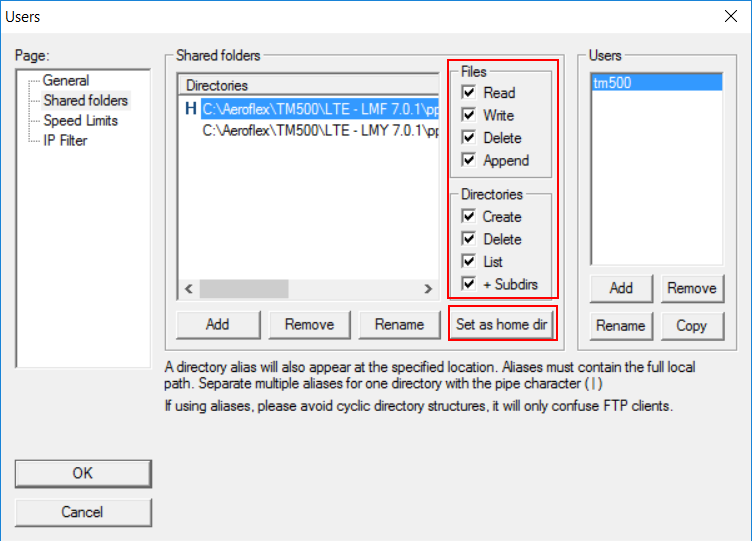 Users
Page:
General
Shared folders
Speed Limits
IP Filter
Shared folders
Directories
H C:\Aeroflex\TM500\LTE - LMF 7.0.1\pp
C:\Aeroflex\TM500\LTE - LMY 7.0.1\pp
Files
Read
Write
Delete
Append
Directories
Create
Delete
List
+ Subdirs
Add
Remove
Rename
Set as home dir
Users
tm500
Add
Remove
Rename
Copy
A directory alias will also appear at the specified location. Aliases must contain the full local
path. Separate multiple aliases for one directory with the pipe character ( | )
If using aliases, please avoid cyclic directory structures, it will only confuse FTP clients.
OK
Cancel